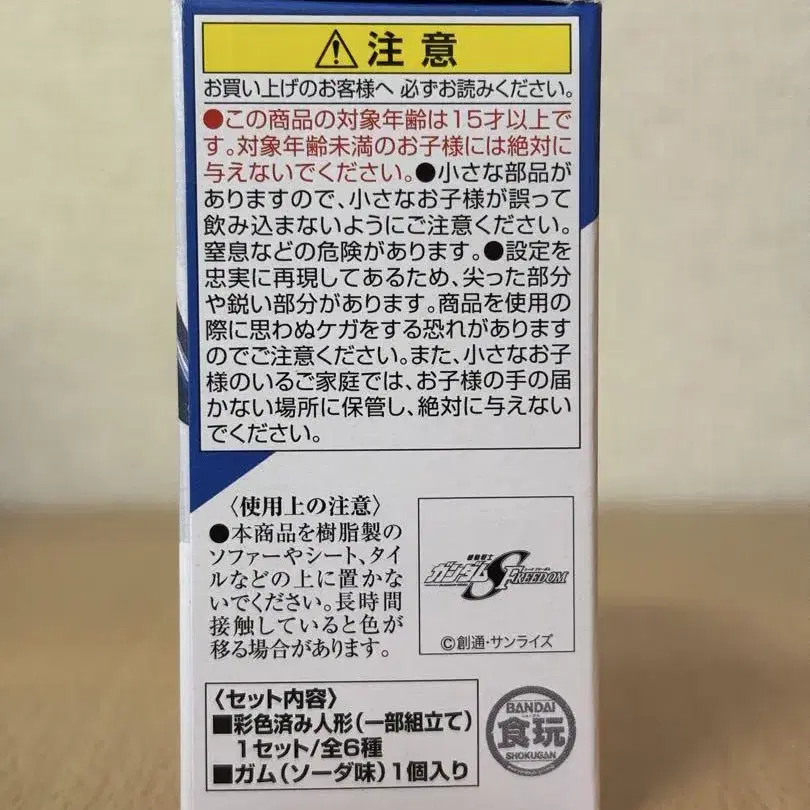 注意
お買い上げのお客様へ 必ずお読みください。
●この商品の対象年齢は15才以上で
す。対象年齢未満のお子様には絶対に
与えないでください。●小さな部品が
ありますので、小さなお子様が誤って
飲み込まないようにご注意ください。
窒息などの危険があります。●設定を
忠実に再現してあるため、尖った部分
や鋭い部分があります。商品を使用の
際に思わぬケガをする恐れがあります
のでご注意ください。また、小さなお子
様のいるご家庭では、お子様の手の届
かない場所に保管し、絶対に与えない
でください。
〈使用上の注意〉
●本商品を樹脂製の
ソファーやシート、タイ
ルなどの上に置かな
いでください。長時間
接触していると色が
移る場合があります。
機動戦士
ガンダムSEED FREEDOM
©創通・サンライズ
〈セット内容〉
■彩色済み人形(一部組立て)
1セット/全6種
■ガム(ソーダ味)1個入り
BANDAI
食玩
SHOKUGAN